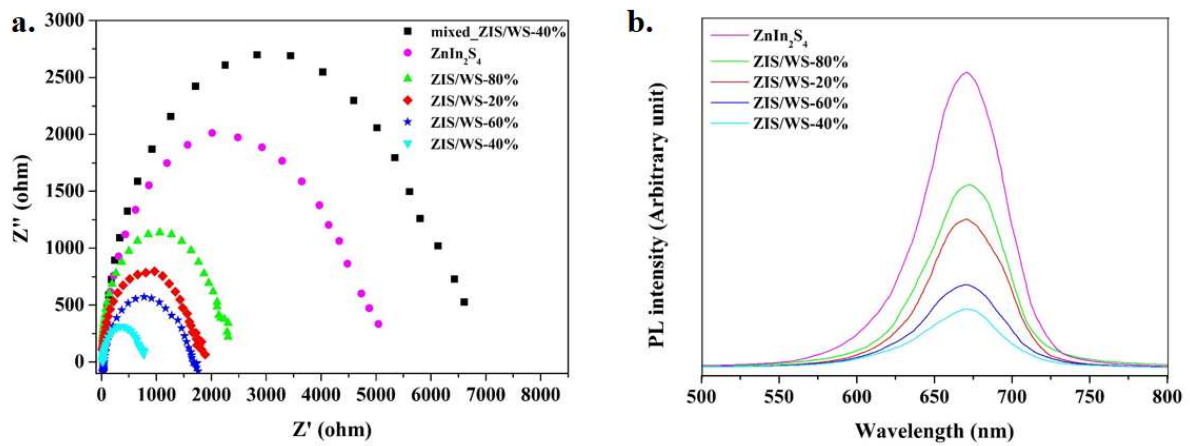 a.
mixed_ZIS/WS-40%
ZnIn₂S₄
ZIS/WS-80%
ZIS/WS-20%
ZIS/WS-60%
ZIS/WS-40%
3000
2500
2000
1500
1000
500
0
Z'' (ohm)
0 1000 2000 3000 4000 5000 6000 7000 8000
Z' (ohm)
b.
ZnIn₂S₄
ZIS/WS-80%
ZIS/WS-20%
ZIS/WS-60%
ZIS/WS-40%
PL intensity (Arbitrary unit)
500 550 600 650 700 750 800
Wavelength (nm)